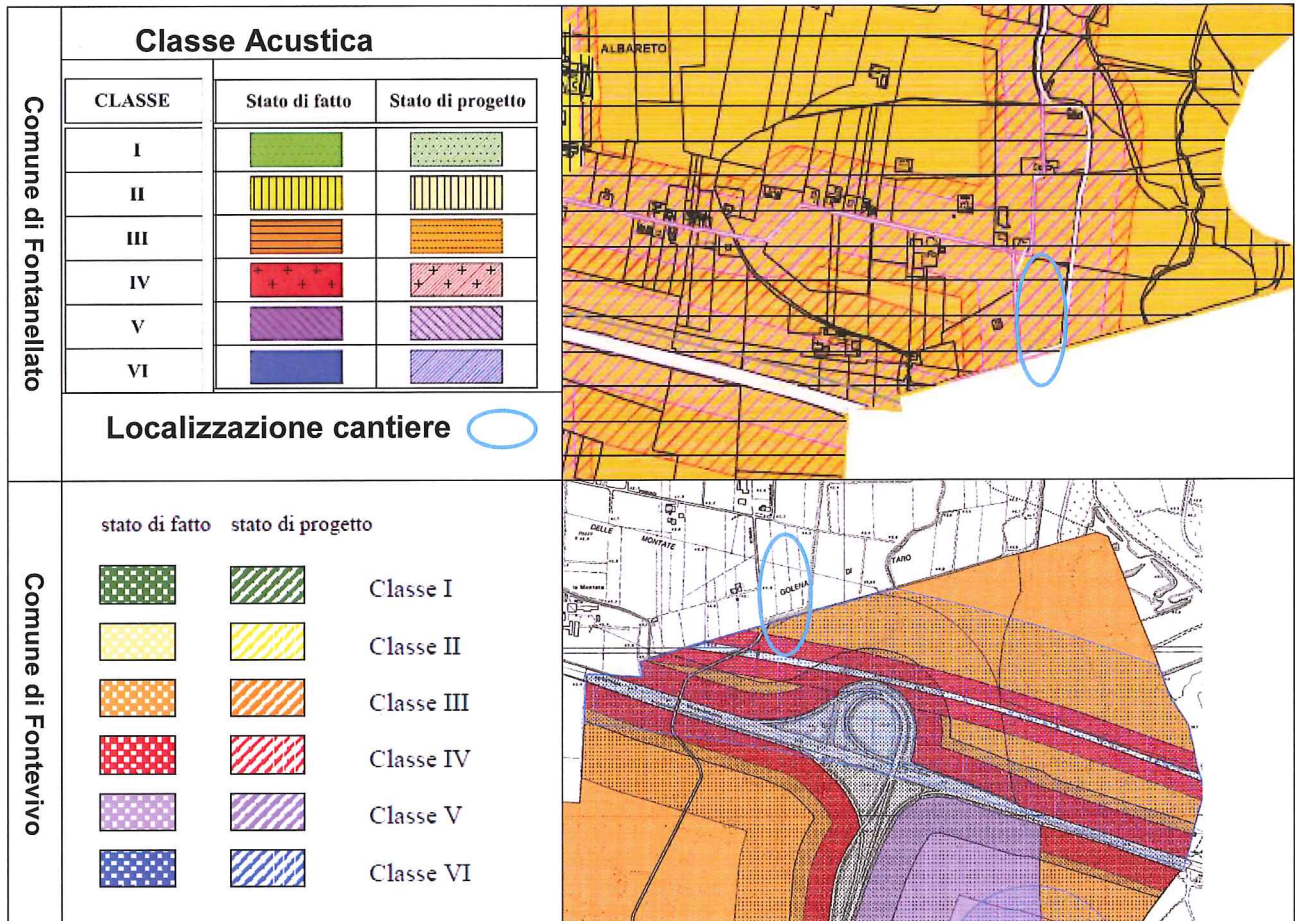 Comune di Fontanellato
Classe Acustica
CLASSE Stato di fatto Stato di progetto
I
II
III
IV
V
VI
Localizzazione cantiere
ALBARETO
Comune di Fontevivo
stato di fatto stato di progetto
Classe I
Classe II
Classe III
Classe IV
Classe V
Classe VI
DELLE MONTATE
la Montata
GOLENA DI TARO